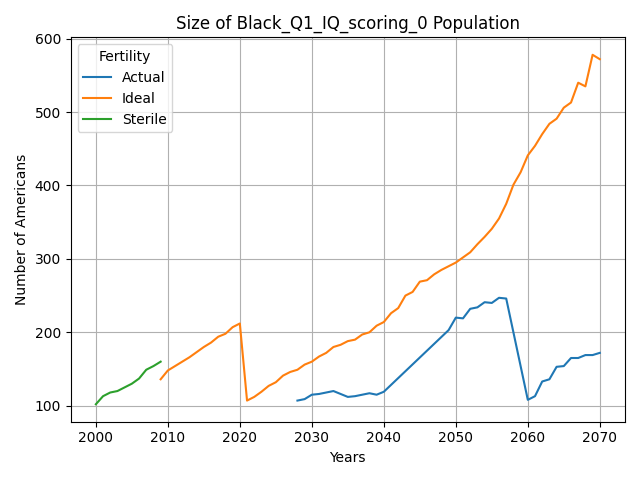 Size of Black_Q1_IQ_scoring_0 Population
Fertility
Actual
Ideal
Sterile
Number of Americans
600
500
400
300
200
100
2000 2010 2020 2030 2040 2050 2060 2070
Years